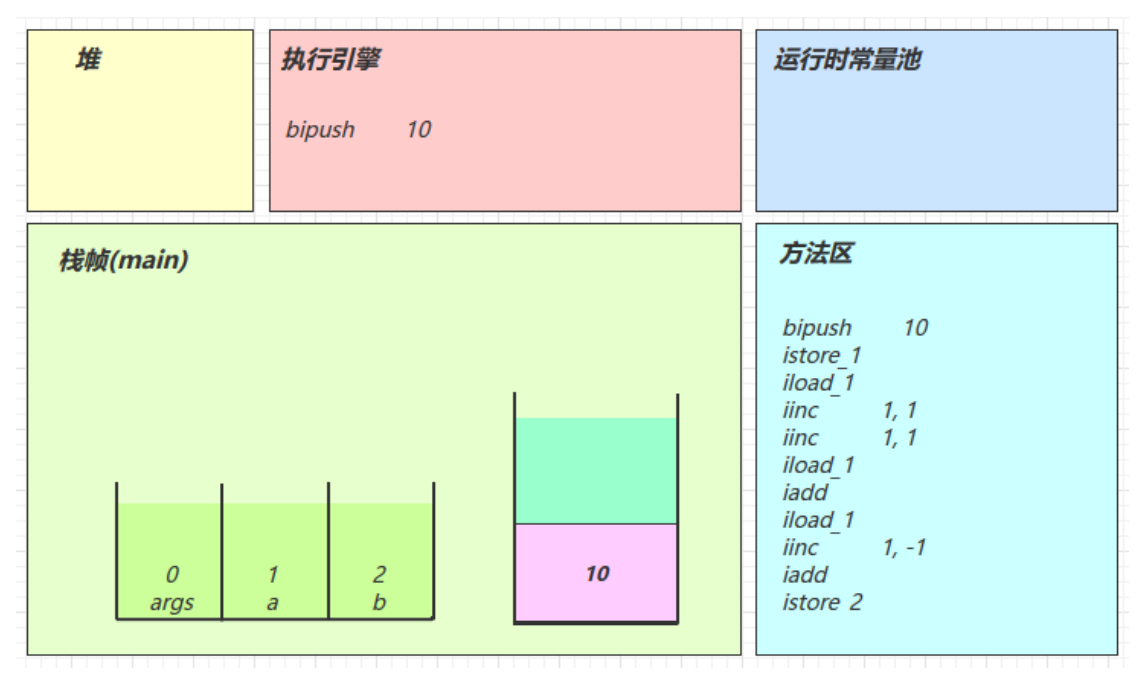 堆
执行引擎
bipush 10
运行时常量池
栈帧(main)
0
args
1
a
2
b
10
方法区
bipush 10
istore_1
iload_1
iinc 1, 1
iinc 1, 1
iload_1
iadd
iload_1
iinc 1, -1
iadd
istore 2